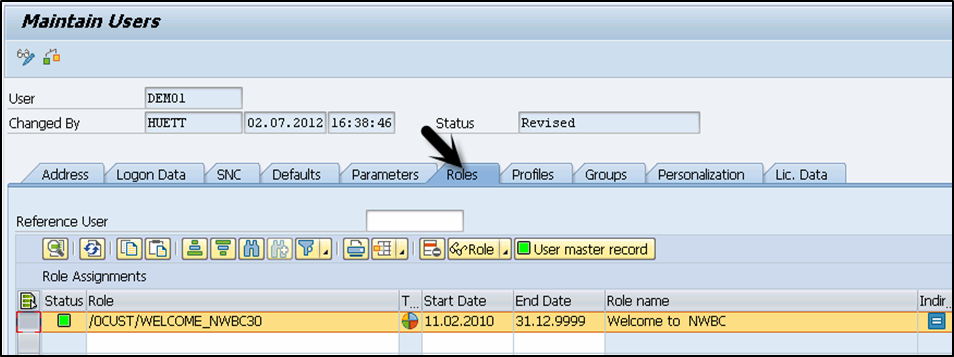 Maintain Users
User DEMO1
Changed By HUETT 02.07.2012 16:38:46 Status Revised
Address Logon Data SNC Defaults Parameters Roles Profiles Groups Personalization Lic. Data
Reference User
Role User master record
Role Assignments
Status Role T... Start Date End Date Role name Indir
/0CUST/WELCOME_NWBC30 11.02.2010 31.12.9999 Welcome to NWBC